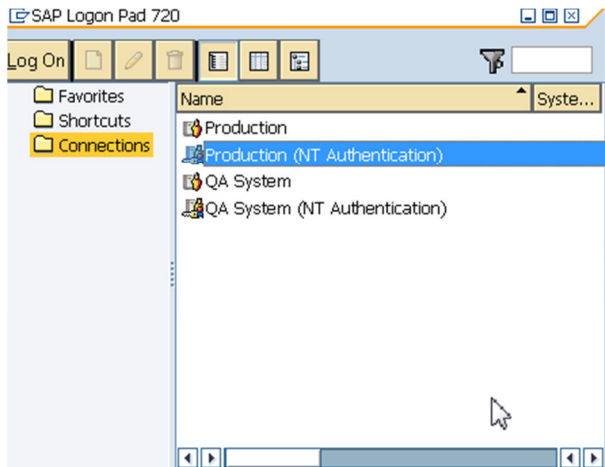 SAP Logon Pad 720
Log On
Favorites
Shortcuts
Connections
Name Syste...
Production
Production (NT Authentication)
QA System
QA System (NT Authentication)